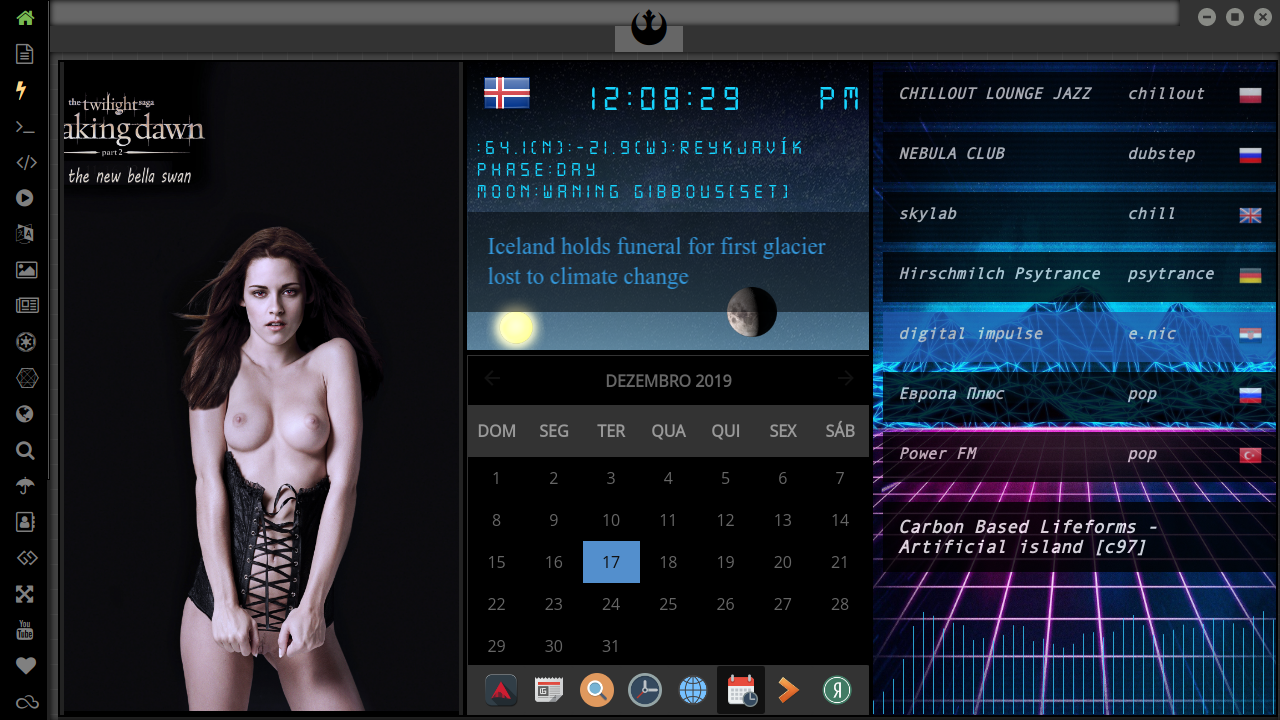 the twilight saga
aking dawn
part 2
the new bella swan
12:08:29 PM
:64.1(N):-21.9(W):REYKJAVÍK
PHASE:DAY
MOON:WANING GIBBOUS(SET)
Iceland holds funeral for first glacier
lost to climate change
DEZEMBRO 2019
DOM SEG TER QUA QUI SEX SÁB
1 2 3 4 5 6 7
8 9 10 11 12 13 14
15 16 17 18 19 20 21
22 23 24 25 26 27 28
29 30 31
CHILLOUT LOUNGE JAZZ chillout
NEBULA CLUB dubstep
skylab chill
Hirschmilch Psytrance psytrance
digital impulse e.nic
Европа Плюс pop
Power FM pop
Carbon Based Lifeforms -
Artificial island [c97]
You
Tube
Я